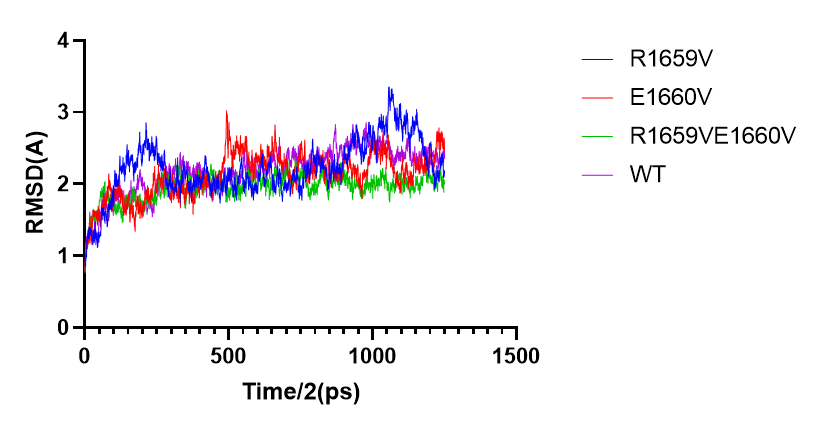 4
3
2
1
0
RMSD(A)
0 500 1000 1500
Time/2(ps)
R1659V
E1660V
R1659VE1660V
WT